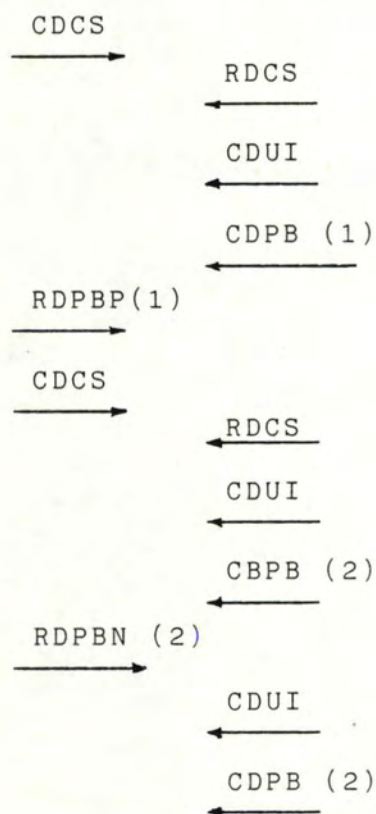 CDCS
RDCS
CDUI
CDPB (1)
RDPBP(1)
CDCS
RDCS
CDUI
CBPB (2)
RDPBN (2)
CDUI
CDPB (2)